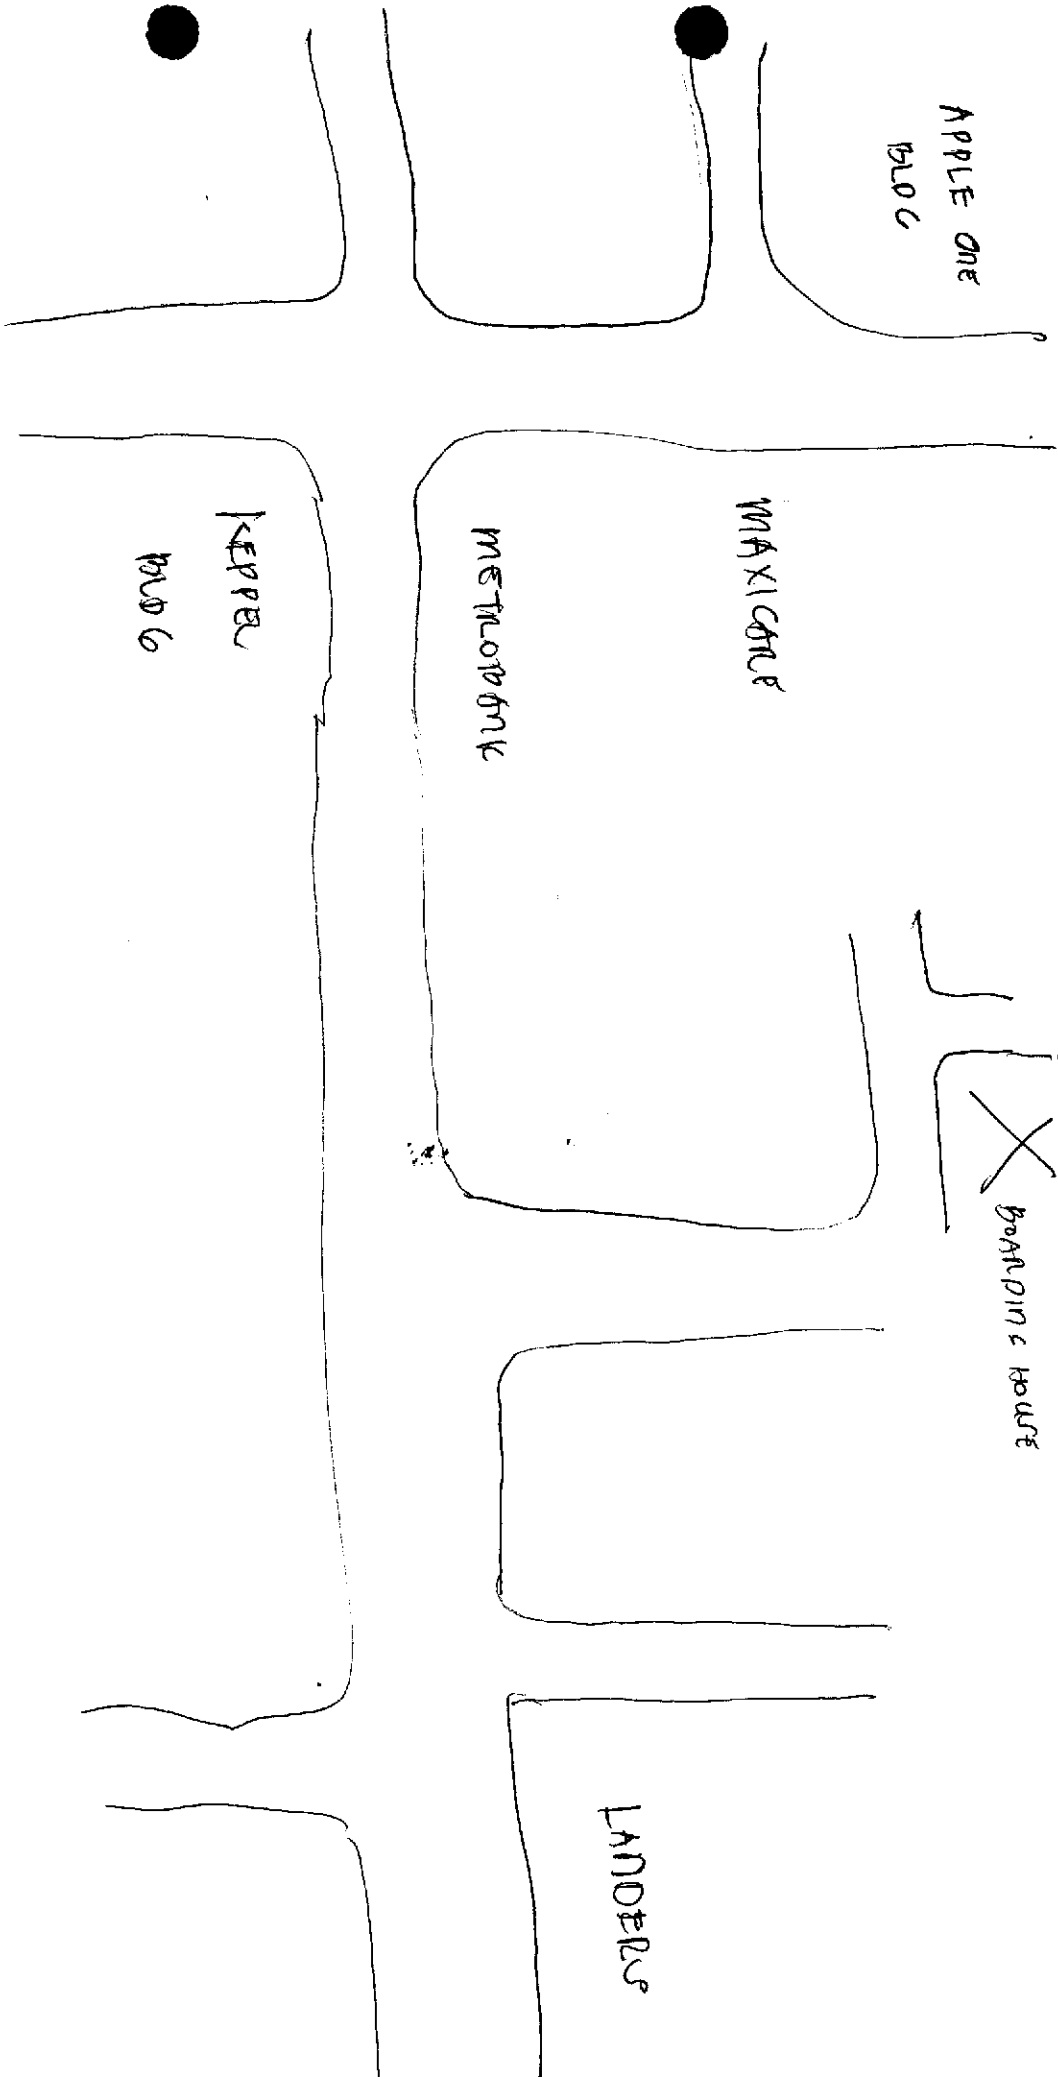 APPLE ONE
BLDG
MAXICARE
METROBANK
KEPPEL
BLDG
BOARDING HOUSE
LANDERS